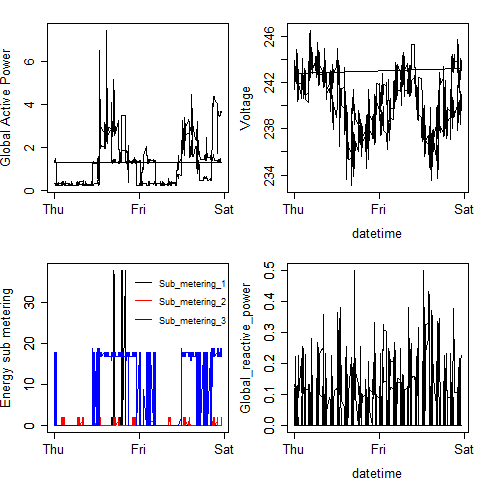 Global Active Power
0 2 4 6
Thu Fri Sat
Voltage
234 238 242 246
Thu Fri Sat
datetime
Energy sub metering
0 10 20 30
Sub_metering_1
Sub_metering_2
Sub_metering_3
Thu Fri Sat
Global_reactive_power
0.0 0.1 0.2 0.3 0.4 0.5
Thu Fri Sat
datetime